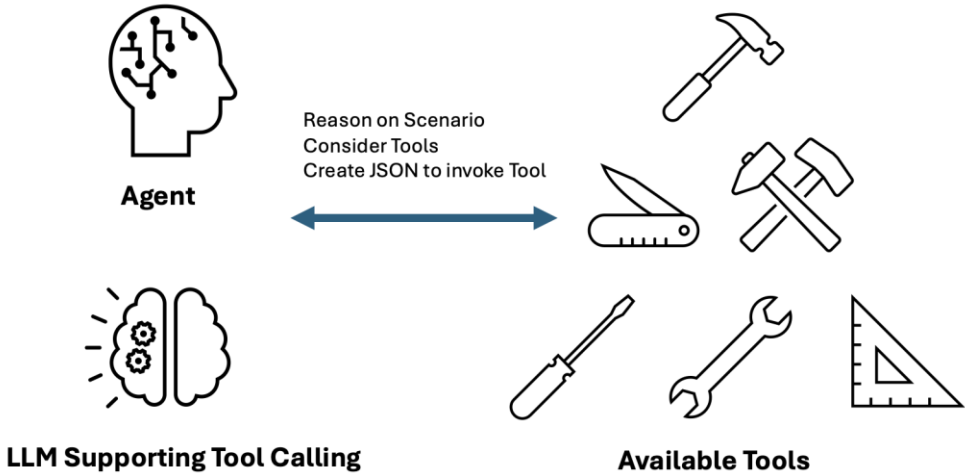 Reason on Scenario
Consider Tools
Create JSON to invoke Tool
Agent
LLM Supporting Tool Calling
Available Tools